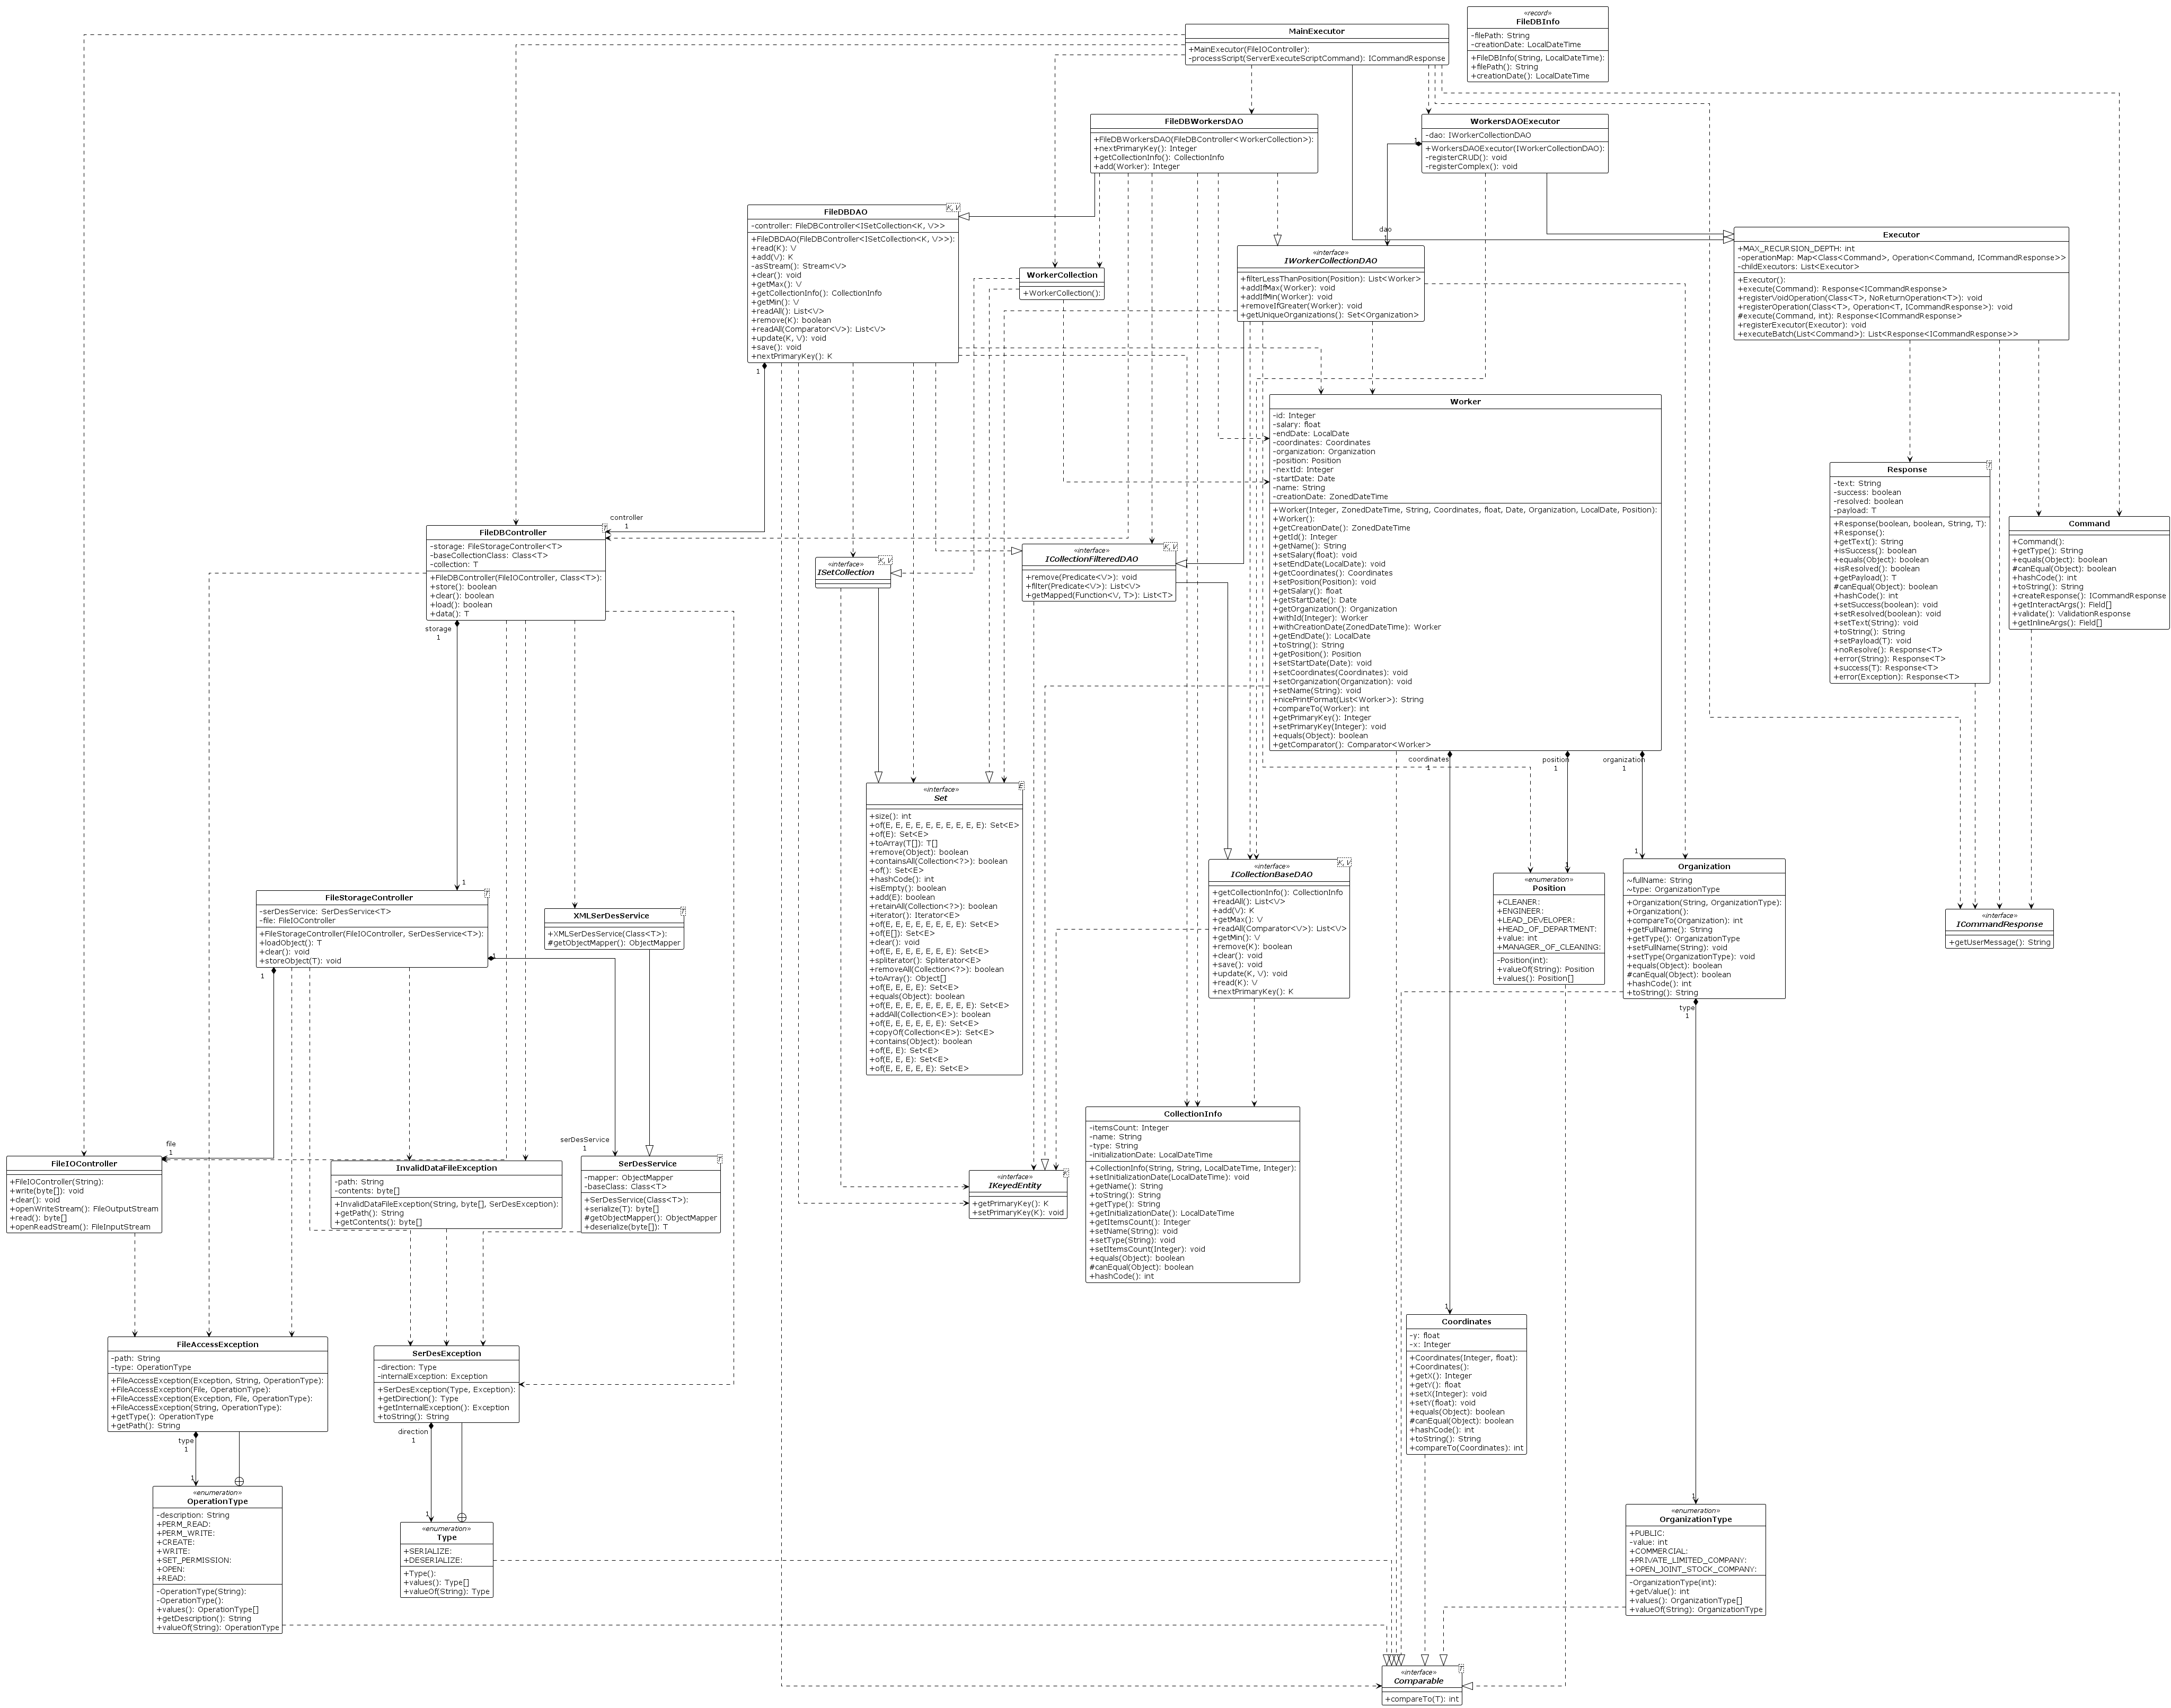 MainExecutor
+MainExecutor(FileIOController):
-processScript(ServerExecuteScriptCommand): ICommandResponse
«record»
FileDBInfo
-filePath: String
-creationDate: LocalDateTime
+FileDBInfo(String, LocalDateTime):
+filePath(): String
+creationDate(): LocalDateTime
FileDBWorkersDAO
+FileDBWorkersDAO(FileDBController<WorkerCollection>):
+nextPrimaryKey(): Integer
+getCollectionInfo(): CollectionInfo
+add(Worker): Integer
WorkersDAOExecutor
-dao: IWorkerCollectionDAO
+WorkersDAOExecutor(IWorkerCollectionDAO):
-registerCRUD(): void
-registerComplex(): void
1
dao
1
FileDBDAO
K, V
-controller: FileDBController<ISetCollection<K, V>>
+FileDBDAO(FileDBController<ISetCollection<K, V>>):
+read(K): V
+add(V): K
-asStream(): Stream<V>
+clear(): void
+getMax(): V
+getCollectionInfo(): CollectionInfo
+getMin(): V
+readAll(): List<V>
+remove(K): boolean
+readAll(Comparator<V>): List<V>
+update(K, V): void
+save(): void
+nextPrimaryKey(): K
WorkerCollection
+WorkerCollection():
«interface»
IWorkerCollectionDAO
+filterLessThanPosition(Position): List<Worker>
+addIfMax(Worker): void
+addIfMin(Worker): void
+removeIfGreater(Worker): void
+getUniqueOrganizations(): Set<Organization>
Executor
+MAX_RECURSION_DEPTH: int
-operationMap: Map<Class<Command>, Operation<Command, ICommandResponse>>
-childExecutors: List<Executor>
+Executor():
+execute(Command): Response<ICommandResponse>
+registerVoidOperation(Class<T>, NoReturnOperation<T>): void
+registerOperation(Class<T>, Operation<T, ICommandResponse>): void
#execute(Command, int): Response<ICommandResponse>
+registerExecutor(Executor): void
+executeBatch(List<Command>): List<Response<ICommandResponse>>
1
controller
1
Worker
-id: Integer
-salary: float
-endDate: LocalDate
-coordinates: Coordinates
-organization: Organization
-position: Position
-nextId: Integer
-startDate: Date
-name: String
-creationDate: ZonedDateTime
+Worker(Integer, ZonedDateTime, String, Coordinates, float, Date, Organization, LocalDate, Position):
+Worker():
+getCreationDate(): ZonedDateTime
+getId(): Integer
+getName(): String
+setSalary(float): void
+setEndDate(LocalDate): void
+getCoordinates(): Coordinates
+setPosition(Position): void
+getSalary(): float
+getStartDate(): Date
+getOrganization(): Organization
+withId(Integer): Worker
+withCreationDate(ZonedDateTime): Worker
+getEndDate(): LocalDate
+toString(): String
+getPosition(): Position
+setStartDate(Date): void
+setCoordinates(Coordinates): void
+setOrganization(Organization): void
+setName(String): void
+nicePrintFormat(List<Worker>): String
+compareTo(Worker): int
+getPrimaryKey(): Integer
+setPrimaryKey(Integer): void
+equals(Object): boolean
+getComparator(): Comparator<Worker>
Response
T
-text: String
-success: boolean
-resolved: boolean
-payload: T
+Response(boolean, boolean, String, T):
+Response():
+getText(): String
+isSuccess(): boolean
+equals(Object): boolean
+isResolved(): boolean
+getPayload(): T
#canEqual(Object): boolean
+hashCode(): int
+setSuccess(boolean): void
+setResolved(boolean): void
+setText(String): void
+toString(): String
+setPayload(T): void
+noResolve(): Response<T>
+error(String): Response<T>
+success(T): Response<T>
+error(Exception): Response<T>
Command
+Command():
+getType(): String
+equals(Object): boolean
#canEqual(Object): boolean
+hashCode(): int
+toString(): String
+createResponse(): ICommandResponse
+getInteractArgs(): Field[]
+validate(): ValidationResponse
+getInlineArgs(): Field[]
FileDBController
T
-storage: FileStorageController<T>
-baseCollectionClass: Class<T>
-collection: T
+FileDBController(FileIOController, Class<T>):
+store(): boolean
+clear(): boolean
+load(): boolean
+data(): T
storage
1
1
«interface»
ISetCollection
K, V
«interface»
ICollectionFilteredDAO
K, V
+remove(Predicate<V>): void
+filter(Predicate<V>): List<V>
+getMapped(Function<V, T>): List<T>
coordinates
1
1
position
1
1
organization
1
1
«interface»
Set
E
+size(): int
+of(E, E, E, E, E, E, E, E, E, E): Set<E>
+of(E): Set<E>
+toArray(T[]): T[]
+remove(Object): boolean
+containsAll(Collection<?>): boolean
+of(): Set<E>
+hashCode(): int
+isEmpty(): boolean
+add(E): boolean
+retainAll(Collection<?>): boolean
+iterator(): Iterator<E>
+of(E, E, E, E, E, E, E, E): Set<E>
+of(E[]): Set<E>
+clear(): void
+of(E, E, E, E, E, E, E): Set<E>
+spliterator(): Spliterator<E>
+removeAll(Collection<?>): boolean
+toArray(): Object[]
+of(E, E, E, E): Set<E>
+equals(Object): boolean
+of(E, E, E, E, E, E, E, E, E): Set<E>
+addAll(Collection<E>): boolean
+of(E, E, E, E, E, E): Set<E>
+copyOf(Collection<E>): Set<E>
+contains(Object): boolean
+of(E, E): Set<E>
+of(E, E, E): Set<E>
+of(E, E, E, E, E): Set<E>
«interface»
ICollectionBaseDAO
K, V
+getCollectionInfo(): CollectionInfo
+readAll(): List<V>
+add(V): K
+getMax(): V
+readAll(Comparator<V>): List<V>
+getMin(): V
+remove(K): boolean
+clear(): void
+save(): void
+update(K, V): void
+read(K): V
+nextPrimaryKey(): K
«enumeration»
Position
+CLEANER:
+ENGINEER:
+LEAD_DEVELOPER:
+HEAD_OF_DEPARTMENT:
+value: int
+MANAGER_OF_CLEANING:
-Position(int):
+valueOf(String): Position
+values(): Position[]
Organization
~fullName: String
~type: OrganizationType
+Organization(String, OrganizationType):
+Organization():
+compareTo(Organization): int
+getFullName(): String
+getType(): OrganizationType
+setFullName(String): void
+setType(OrganizationType): void
+equals(Object): boolean
#canEqual(Object): boolean
+hashCode(): int
+toString(): String
type
1
1
«interface»
ICommandResponse
+getUserMessage(): String
FileStorageController
T
-serDesService: SerDesService<T>
-file: FileIOController
+FileStorageController(FileIOController, SerDesService<T>):
+loadObject(): T
+clear(): void
+storeObject(T): void
XMLSerDesService
T
+XMLSerDesService(Class<T>):
#getObjectMapper(): ObjectMapper
1
file
1
1
serDesService
1
FileIOController
+FileIOController(String):
+write(byte[]): void
+clear(): void
+openWriteStream(): FileOutputStream
+read(): byte[]
+openReadStream(): FileInputStream
InvalidDataFileException
-path: String
-contents: byte[]
+InvalidDataFileException(String, byte[], SerDesException):
+getPath(): String
+getContents(): byte[]
SerDesService
T
-mapper: ObjectMapper
-baseClass: Class<T>
+SerDesService(Class<T>):
+serialize(T): byte[]
#getObjectMapper(): ObjectMapper
+deserialize(byte[]): T
«interface»
IKeyedEntity
K
+getPrimaryKey(): K
+setPrimaryKey(K): void
CollectionInfo
-itemsCount: Integer
-name: String
-type: String
-initializationDate: LocalDateTime
+CollectionInfo(String, String, LocalDateTime, Integer):
+setInitializationDate(LocalDateTime): void
+getName(): String
+toString(): String
+getType(): String
+getInitializationDate(): LocalDateTime
+getItemsCount(): Integer
+setName(String): void
+setType(String): void
+setItemsCount(Integer): void
+equals(Object): boolean
#canEqual(Object): boolean
+hashCode(): int
FileAccessException
-path: String
-type: OperationType
+FileAccessException(Exception, String, OperationType):
+FileAccessException(File, OperationType):
+FileAccessException(Exception, File, OperationType):
+FileAccessException(String, OperationType):
+getType(): OperationType
+getPath(): String
type
1
1
SerDesException
-direction: Type
-internalException: Exception
+SerDesException(Type, Exception):
+getDirection(): Type
+getInternalException(): Exception
+toString(): String
direction
1
1
Coordinates
-y: float
-x: Integer
+Coordinates(Integer, float):
+Coordinates():
+getX(): Integer
+getY(): float
+setX(Integer): void
+setY(float): void
+equals(Object): boolean
#canEqual(Object): boolean
+hashCode(): int
+toString(): String
+compareTo(Coordinates): int
«enumeration»
OperationType
-description: String
+PERM_READ:
+PERM_WRITE:
+CREATE:
+WRITE:
+SET_PERMISSION:
+OPEN:
+READ:
-OperationType(String):
-OperationType():
+values(): OperationType[]
+getDescription(): String
+valueOf(String): OperationType
«enumeration»
Type
+SERIALIZE:
+DESERIALIZE:
+Type():
+values(): Type[]
+valueOf(String): Type
«enumeration»
OrganizationType
+PUBLIC:
-value: int
+COMMERCIAL:
+PRIVATE_LIMITED_COMPANY:
+OPEN_JOINT_STOCK_COMPANY:
-OrganizationType(int):
+getValue(): int
+values(): OrganizationType[]
+valueOf(String): OrganizationType
«interface»
Comparable
T
+compareTo(T): int